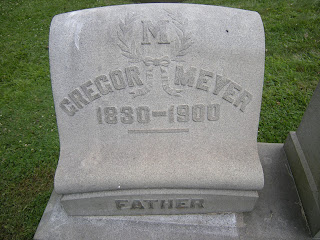 M
GREGOR MEYER
1830-1900
FATHER